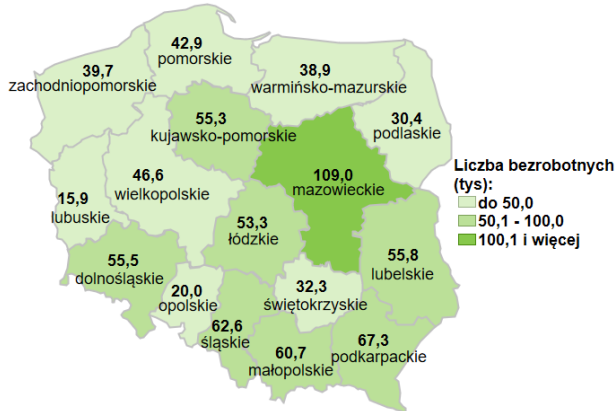 42,9
pomorskie
38,9
warmińsko-mazurskie
39,7
zachodniopomorskie
30,4
podlaskie
55,3
kujawsko-pomorskie
109,0
mazowieckie
46,6
wielkopolskie
15,9
lubuskie
53,3
łódzkie
55,5
dolnośląskie
55,8
lubelskie
20,0
opolskie
32,3
świętokrzyskie
62,6
śląskie
60,7
małopolskie
67,3
podkarpackie
Liczba bezrobotnych
(tys):
do 50,0
50,1 - 100,0
100,1 i więcej